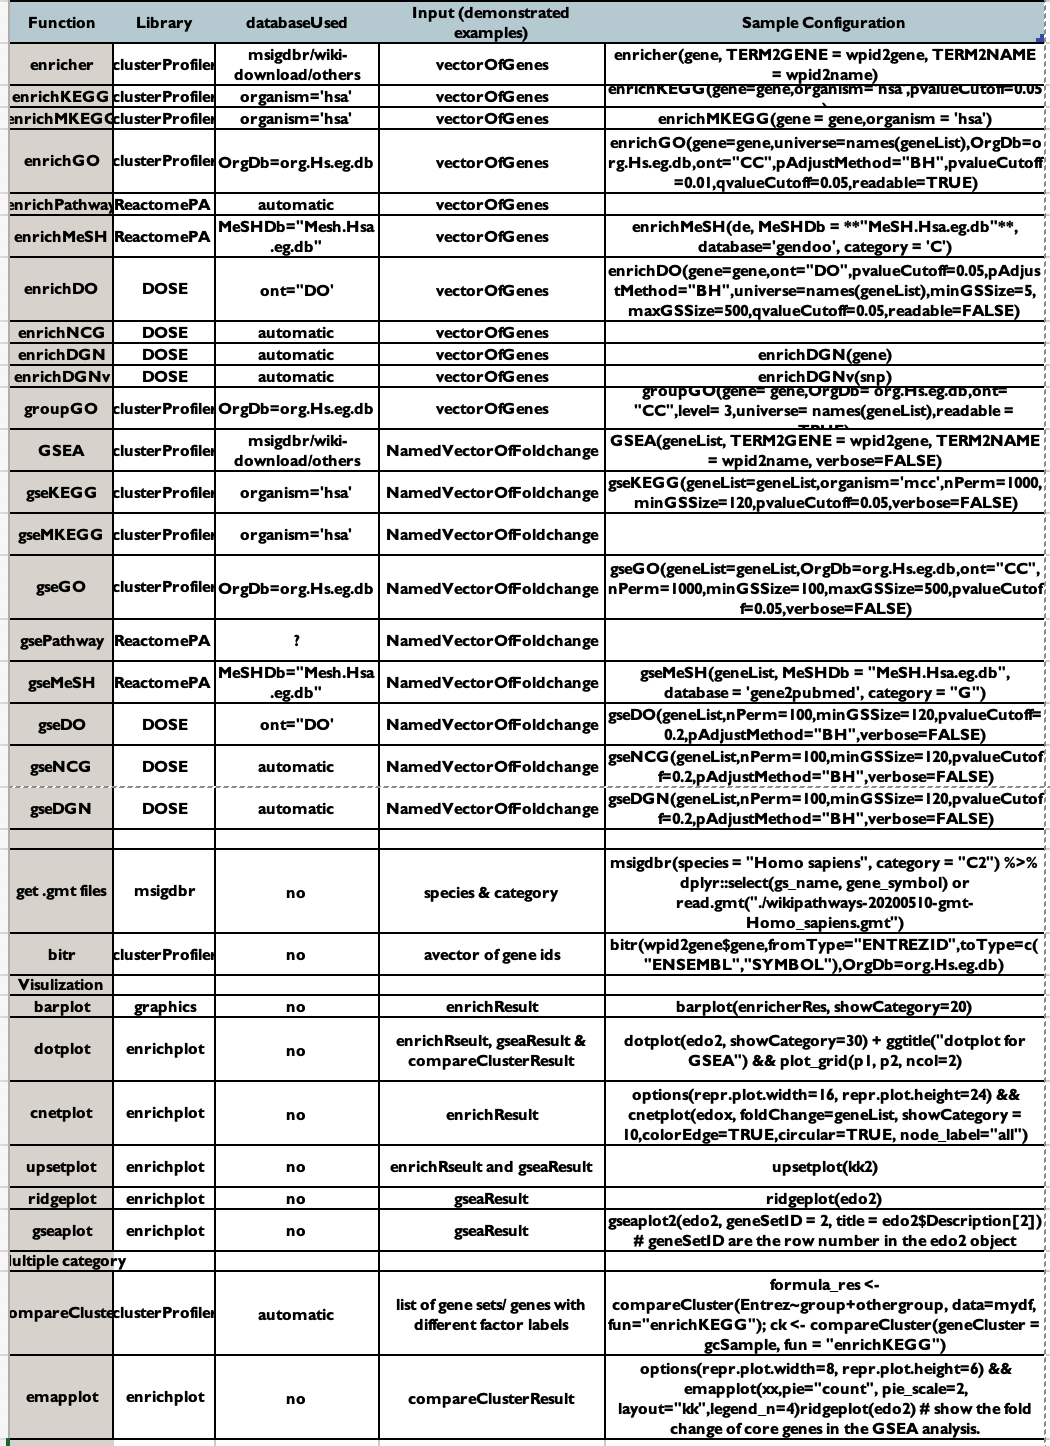 Function Library databaseUsed Input (demonstrated examples) Sample Configuration
enricher clusterProfiler msigdbr/wiki-download/others vectorOfGenes enricher(gene, TERM2GENE = wpid2gene, TERM2NAME = wpid2name)
enrichKEGG clusterProfiler organism='hsa' vectorOfGenes enrichKEGG(gene=gene,organism='hsa',pvalueCutoff=0.05)
enrichMKEGG clusterProfiler organism='hsa' vectorOfGenes enrichMKEGG(gene = gene,organism = 'hsa')
enrichGO clusterProfiler OrgDb=org.Hs.eg.db vectorOfGenes enrichGO(gene=gene,universe=names(geneList),OrgDb=org.Hs.eg.db,ont="CC",pAdjustMethod="BH",pvalueCutoff=0.01,qvalueCutoff=0.05,readable=TRUE)
enrichPathway ReactomePA automatic vectorOfGenes
enrichMeSH ReactomePA MeSHDb="Mesh.Hsa.eg.db" vectorOfGenes enrichMeSH(de, MeSHDb = **"MeSH.Hsa.eg.db"**, database='gendoo', category = 'C')
enrichDO DOSE ont="DO' vectorOfGenes enrichDO(gene=gene,ont="DO",pvalueCutoff=0.05,pAdjustMethod="BH",universe=names(geneList),minGSSize=5,maxGSSize=500,qvalueCutoff=0.05,readable=FALSE)
enrichNCG DOSE automatic vectorOfGenes
enrichDGN DOSE automatic vectorOfGenes enrichDGN(gene)
enrichDGNv DOSE automatic vectorOfGenes enrichDGNv(snp)
groupGO clusterProfiler OrgDb=org.Hs.eg.db vectorOfGenes groupGO(gene= gene,OrgDb= org.Hs.eg.db,ont= "CC",level= 3,universe= names(geneList),readable = TRUE)
GSEA clusterProfiler msigdbr/wiki-download/others NamedVectorOfFoldchange GSEA(geneList, TERM2GENE = wpid2gene, TERM2NAME = wpid2name, verbose=FALSE)
gseKEGG clusterProfiler organism='hsa' NamedVectorOfFoldchange gseKEGG(geneList=geneList,organism='mcc',nPerm=1000,minGSSize=120,pvalueCutoff=0.05,verbose=FALSE)
gseMKEGG clusterProfiler organism='hsa' NamedVectorOfFoldchange
gseGO clusterProfiler OrgDb=org.Hs.eg.db NamedVectorOfFoldchange gseGO(geneList=geneList,OrgDb=org.Hs.eg.db,ont="CC",nPerm=1000,minGSSize=100,maxGSSize=500,pvalueCutoff=0.05,verbose=FALSE)
gsePathway ReactomePA ? NamedVectorOfFoldchange
gseMeSH ReactomePA MeSHDb="Mesh.Hsa.eg.db" NamedVectorOfFoldchange gseMeSH(geneList, MeSHDb = "MeSH.Hsa.eg.db", database = 'gene2pubmed', category = "G")
gseDO DOSE ont="DO' NamedVectorOfFoldchange gseDO(geneList,nPerm=100,minGSSize=120,pvalueCutoff=0.2,pAdjustMethod="BH",verbose=FALSE)
gseNCG DOSE automatic NamedVectorOfFoldchange gseNCG(geneList,nPerm=100,minGSSize=120,pvalueCutoff=0.2,pAdjustMethod="BH",verbose=FALSE)
gseDGN DOSE automatic NamedVectorOfFoldchange gseDGN(geneList,nPerm=100,minGSSize=120,pvalueCutoff=0.2,pAdjustMethod="BH",verbose=FALSE)
get .gmt files msigdbr no species & category msigdbr(species = "Homo sapiens", category = "C2") %>% dplyr::select(gs_name, gene_symbol) or read.gmt("./wikipathways-20200510-gmt-Homo_sapiens.gmt")
bitr clusterProfiler no avector of gene ids bitr(wpid2gene$gene,fromType="ENTREZID",toType=c("ENSEMBL","SYMBOL"),OrgDb=org.Hs.eg.db)
Visulization
barplot graphics no enrichResult barplot(enricherRes, showCategory=20)
dotplot enrichplot no enrichRseult, gseaResult & compareClusterResult dotplot(edo2, showCategory=30) + ggtitle("dotplot for GSEA") && plot_grid(p1, p2, ncol=2)
cnetplot enrichplot no enrichResult options(repr.plot.width=16, repr.plot.height=24) && cnetplot(edox, foldChange=geneList, showCategory = 10,colorEdge=TRUE,circular=TRUE, node_label="all")
upsetplot enrichplot no enrichRseult and gseaResult upsetplot(kk2)
ridgeplot enrichplot no gseaResult ridgeplot(edo2)
gseaplot enrichplot no gseaResult gseaplot2(edo2, geneSetID = 2, title = edo2$Description[2]) # geneSetID are the row number in the edo2 object
ultiple category
ompareCluste clusterProfiler automatic list of gene sets/ genes with different factor labels formula_res <- compareCluster(Entrez~group+othergroup, data=mydf, fun="enrichKEGG"); ck <- compareCluster(geneCluster = gcSample, fun = "enrichKEGG")
emapplot enrichplot no compareClusterResult options(repr.plot.width=8, repr.plot.height=6) && emapplot(xx,pie="count", pie_scale=2, layout="kk",legend_n=4)ridgeplot(edo2) # show the fold change of core genes in the GSEA analysis.